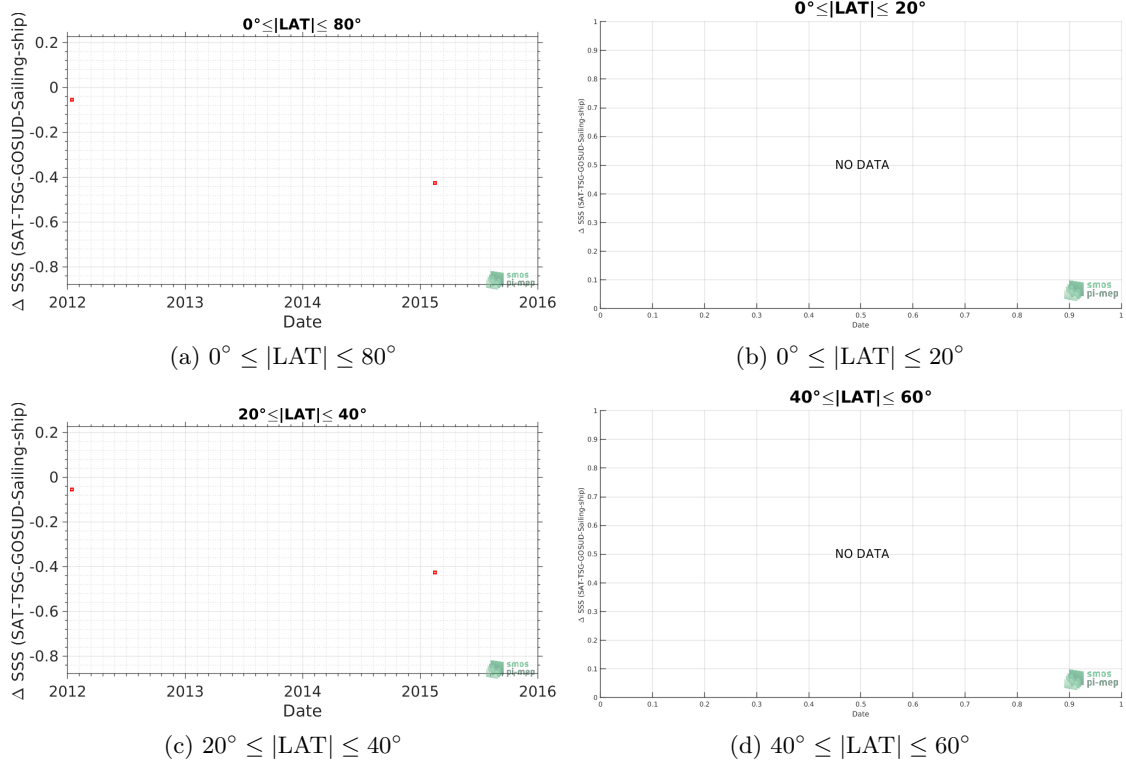 0°≤|LAT|≤ 80°
Δ SSS (SAT-TSG-GOSUD-Sailing-ship)
0.2
0
-0.2
-0.4
-0.6
-0.8
2012 2013 2014 2015 2016
Date
smos
pi-mep
(a) 0° ≤ |LAT| ≤ 80°
0°≤|LAT|≤ 20°
Δ SSS (SAT-TSG-GOSUD-Sailing-ship)
1
0.9
0.8
0.7
0.6
0.5
0.4
0.3
0.2
0.1
0
NO DATA
0 0.1 0.2 0.3 0.4 0.5 0.6 0.7 0.8 0.9 1
Date
smos
pi-mep
(b) 0° ≤ |LAT| ≤ 20°
20°≤|LAT|≤ 40°
Δ SSS (SAT-TSG-GOSUD-Sailing-ship)
0.2
0
-0.2
-0.4
-0.6
-0.8
2012 2013 2014 2015 2016
Date
smos
pi-mep
(c) 20° ≤ |LAT| ≤ 40°
40°≤|LAT|≤ 60°
Δ SSS (SAT-TSG-GOSUD-Sailing-ship)
1
0.9
0.8
0.7
0.6
0.5
0.4
0.3
0.2
0.1
0
NO DATA
0 0.1 0.2 0.3 0.4 0.5 0.6 0.7 0.8 0.9 1
Date
smos
pi-mep
(d) 40° ≤ |LAT| ≤ 60°